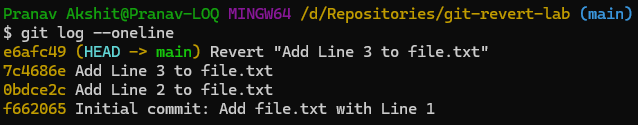 Pranav Akshit@Pranav-LOQ MINGW64 /d/Repositories/git-revert-lab (main)
$ git log --oneline
e6afc49 (HEAD -> main) Revert "Add Line 3 to file.txt"
7c4686e Add Line 3 to file.txt
0bdce2c Add Line 2 to file.txt
f662065 Initial commit: Add file.txt with Line 1